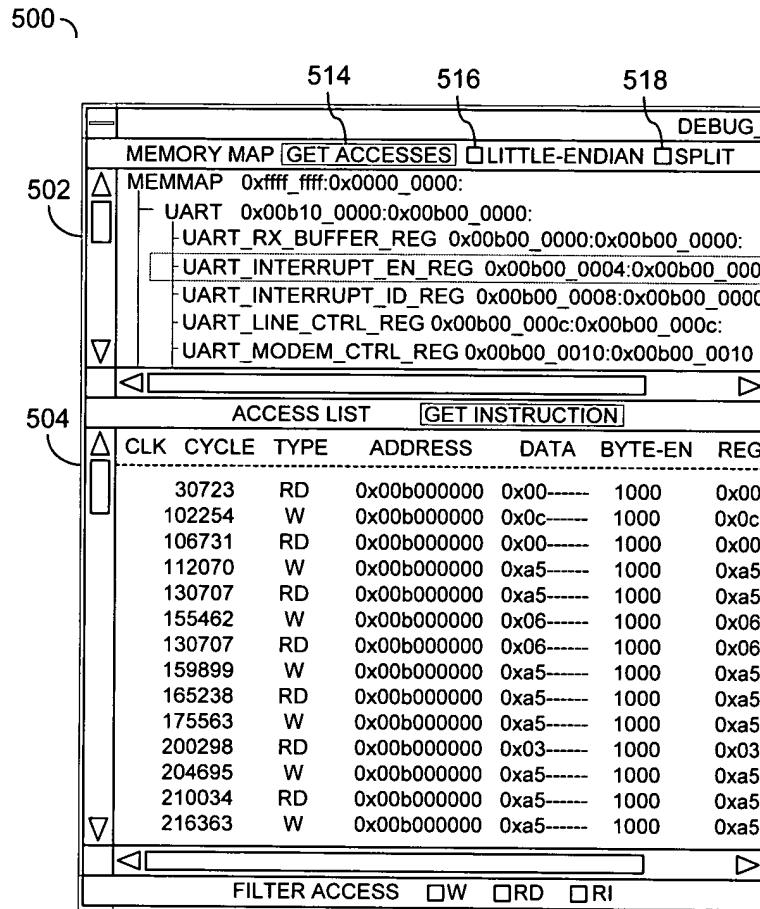 500
514 516 518
DEBUG_
MEMORY MAP GET ACCESSES LITTLE-ENDIAN SPLIT
502
MEMMAP 0xffff_ffff:0x0000_0000:
UART 0x00b10_0000:0x00b00_0000:
UART_RX_BUFFER_REG 0x00b00_0000:0x00b00_0000:
UART_INTERRUPT_EN_REG 0x00b00_0004:0x00b00_000
UART_INTERRUPT_ID_REG 0x00b00_0008:0x00b00_0000
UART_LINE_CTRL_REG 0x00b00_000c:0x00b00_000c:
UART_MODEM_CTRL_REG 0x00b00_0010:0x00b00_0010
504
ACCESS LIST GET INSTRUCTION
CLK CYCLE TYPE ADDRESS DATA BYTE-EN REG
30723 RD 0x00b000000 0x00------ 1000 0x00
102254 W 0x00b000000 0x0c------ 1000 0x0c
106731 RD 0x00b000000 0x00------ 1000 0x00
112070 W 0x00b000000 0xa5------ 1000 0xa5
130707 RD 0x00b000000 0xa5------ 1000 0xa5
155462 W 0x00b000000 0x06------ 1000 0x06
130707 RD 0x00b000000 0x06------ 1000 0x06
159899 W 0x00b000000 0xa5------ 1000 0xa5
165238 RD 0x00b000000 0xa5------ 1000 0xa5
175563 W 0x00b000000 0xa5------ 1000 0xa5
200298 RD 0x00b000000 0x03------ 1000 0x03
204695 W 0x00b000000 0xa5------ 1000 0xa5
210034 RD 0x00b000000 0xa5------ 1000 0xa5
216363 W 0x00b000000 0xa5------ 1000 0xa5
FILTER ACCESS W RD RI